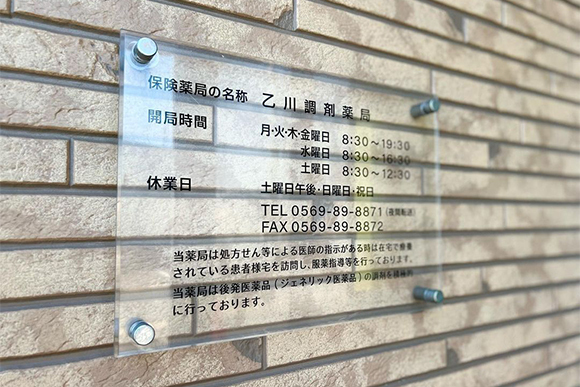 保険薬局の名称 乙川調剤薬局
開局時間 月・火・木・金曜日 8:30〜19:30
水曜日 8:30〜16:30
土曜日 8:30〜12:30
休業日 土曜日午後・日曜日・祝日
TEL 0569-89-8871 (夜間転送)
FAX 0569-89-8872
当薬局は処方せん等による医師の指示がある時は在宅で療養
されている患者様宅を訪問し、服薬指導等を行っております。
当薬局は後発医薬品(ジェネリック医薬品)の調剤を積極的
に行っております。